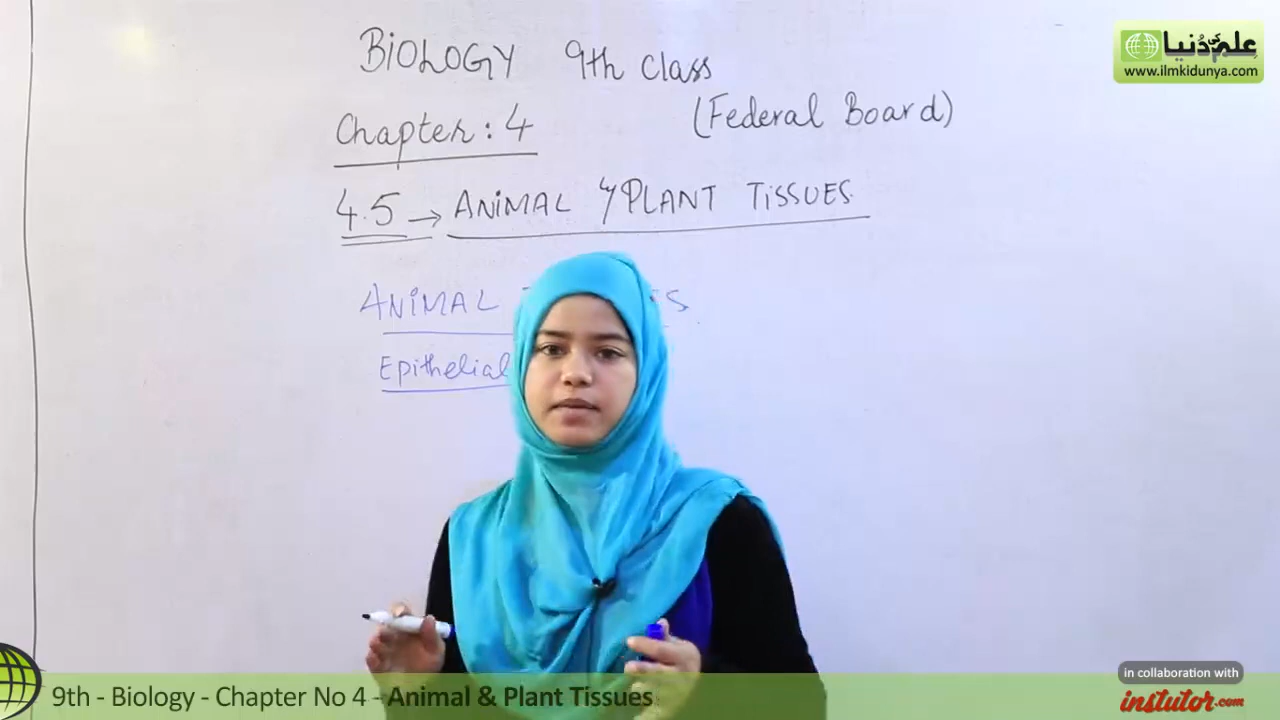 BIOLOGY 9th Class
Chapter: 4 (Federal Board)
4.5 → ANIMAL & PLANT TISSUES
ANIMAL
Epithelial
علم کی دُنیا
www.ilmkidunya.com
9th - Biology - Chapter No 4 - Animal & Plant Tissues
in collaboration with
instutor.com